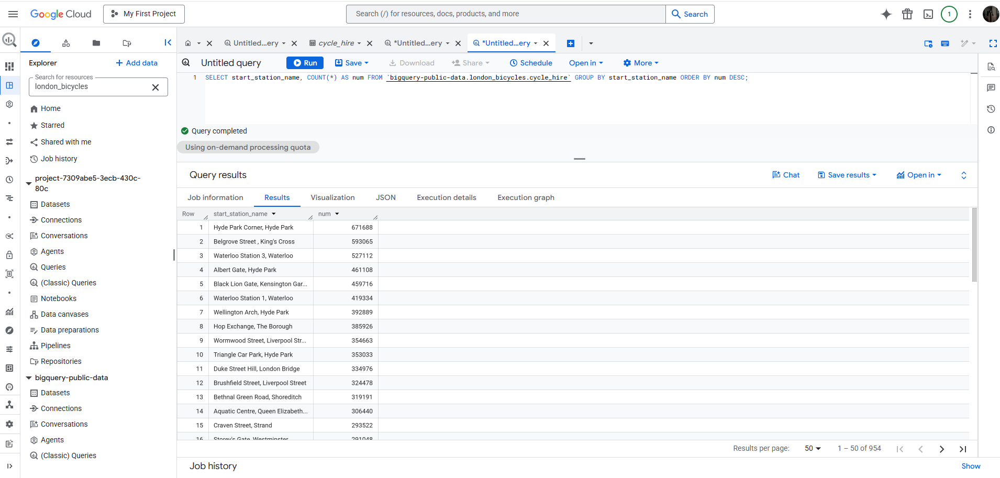 Google Cloud
My First Project
Search (/) for resources, docs, products, and more
Search
1
Untitled...ery
cycle_hire
*Untitled...ery
*Untitled...ery
Explorer
Add data
Search for resources
london_bicycles
Home
Starred
Shared with me
Job history
project-7309abe5-3ecb-430c-
80c
Datasets
Connections
Conversations
Agents
Queries
(Classic) Queries
Notebooks
Data canvases
Data preparations
Pipelines
Repositories
bigquery-public-data
Datasets
Connections
Conversations
Agents
(Classic) Queries
Untitled query
Run
Save
Download
Share
Schedule
Open in
More
1 SELECT start_station_name, COUNT(*) AS num FROM `bigquery-public-data.london_bicycles.cycle_hire` GROUP BY start_station_name ORDER BY num DESC;
Query completed
Using on-demand processing quota
Query results
Chat
Save results
Open in
Job information
Results
Visualization
JSON
Execution details
Execution graph
Row start_station_name num
1 Hyde Park Corner, Hyde Park 671688
2 Belgrove Street , King's Cross 593065
3 Waterloo Station 3, Waterloo 527112
4 Albert Gate, Hyde Park 461108
5 Black Lion Gate, Kensington Gar... 459716
6 Waterloo Station 1, Waterloo 419334
7 Wellington Arch, Hyde Park 392889
8 Hop Exchange, The Borough 385926
9 Wormwood Street, Liverpool Str... 354663
10 Triangle Car Park, Hyde Park 353033
11 Duke Street Hill, London Bridge 334976
12 Brushfield Street, Liverpool Street 324478
13 Bethnal Green Road, Shoreditch 319191
14 Aquatic Centre, Queen Elizabeth... 306440
15 Craven Street, Strand 293522
16 Storey's Gate, Westminster 291048
Results per page: 50 1 – 50 of 954
Job history
Show